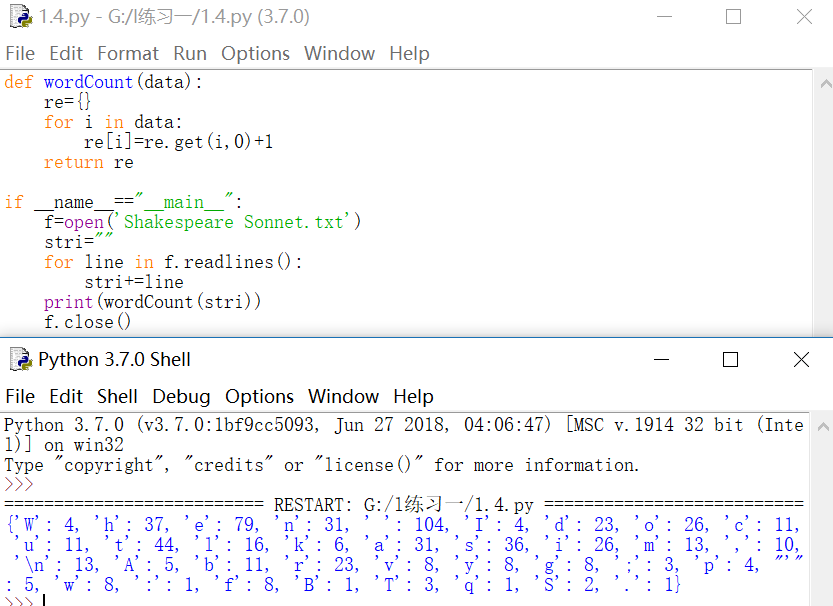 1.4.py - G:/l练习一/1.4.py (3.7.0)
File Edit Format Run Options Window Help
def wordCount(data):
    re={}
    for i in data:
        re[i]=re.get(i,0)+1
    return re

if __name__=="__main__":
    f=open('Shakespeare Sonnet.txt')
    stri=""
    for line in f.readlines():
        stri+=line
    print(wordCount(stri))
    f.close()
Python 3.7.0 Shell
File Edit Shell Debug Options Window Help
Python 3.7.0 (v3.7.0:1bf9cc5093, Jun 27 2018, 04:06:47) [MSC v.1914 32 bit (Inte
l)] on win32
Type "copyright", "credits" or "license()" for more information.
>>>
========================== RESTART: G:/l练习一/1.4.py ==========================
{'W': 4, 'h': 37, 'e': 79, 'n': 31, ' ': 104, 'I': 4, 'd': 23, 'o': 26, 'c': 11,
 'u': 11, 't': 44, 'l': 16, 'k': 6, 'a': 31, 's': 36, 'i': 26, 'm': 13, ',': 10,
 '\n': 13, 'A': 5, 'b': 11, 'r': 23, 'v': 8, 'y': 8, 'g': 8, ';': 3, 'p': 4, "'"
: 5, 'w': 8, ':': 1, 'f': 8, 'B': 1, 'T': 3, 'q': 1, 'S': 2, '.': 1}
>>>